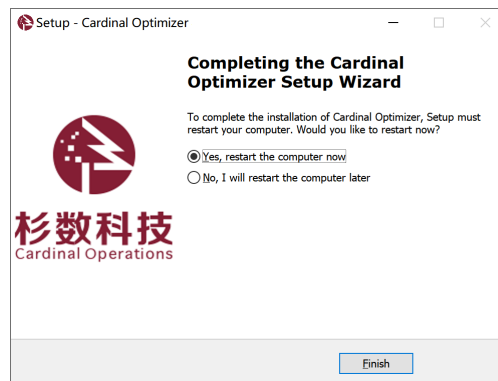 Setup - Cardinal Optimizer
Completing the Cardinal
Optimizer Setup Wizard
To complete the installation of Cardinal Optimizer, Setup must
restart your computer. Would you like to restart now?
Yes, restart the computer now
No, I will restart the computer later
杉数科技
Cardinal Operations
Finish